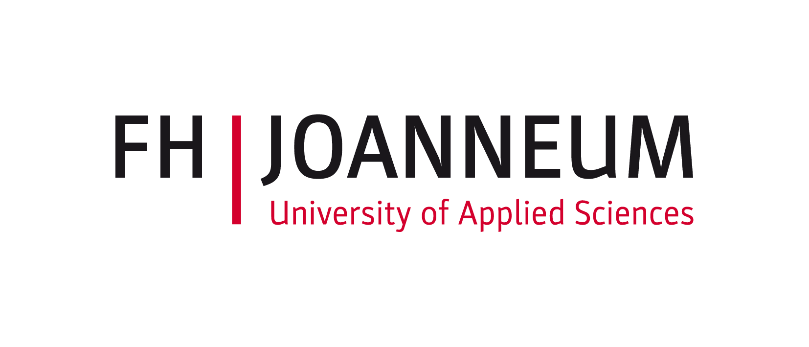 FH | JOANNEUM
University of Applied Sciences